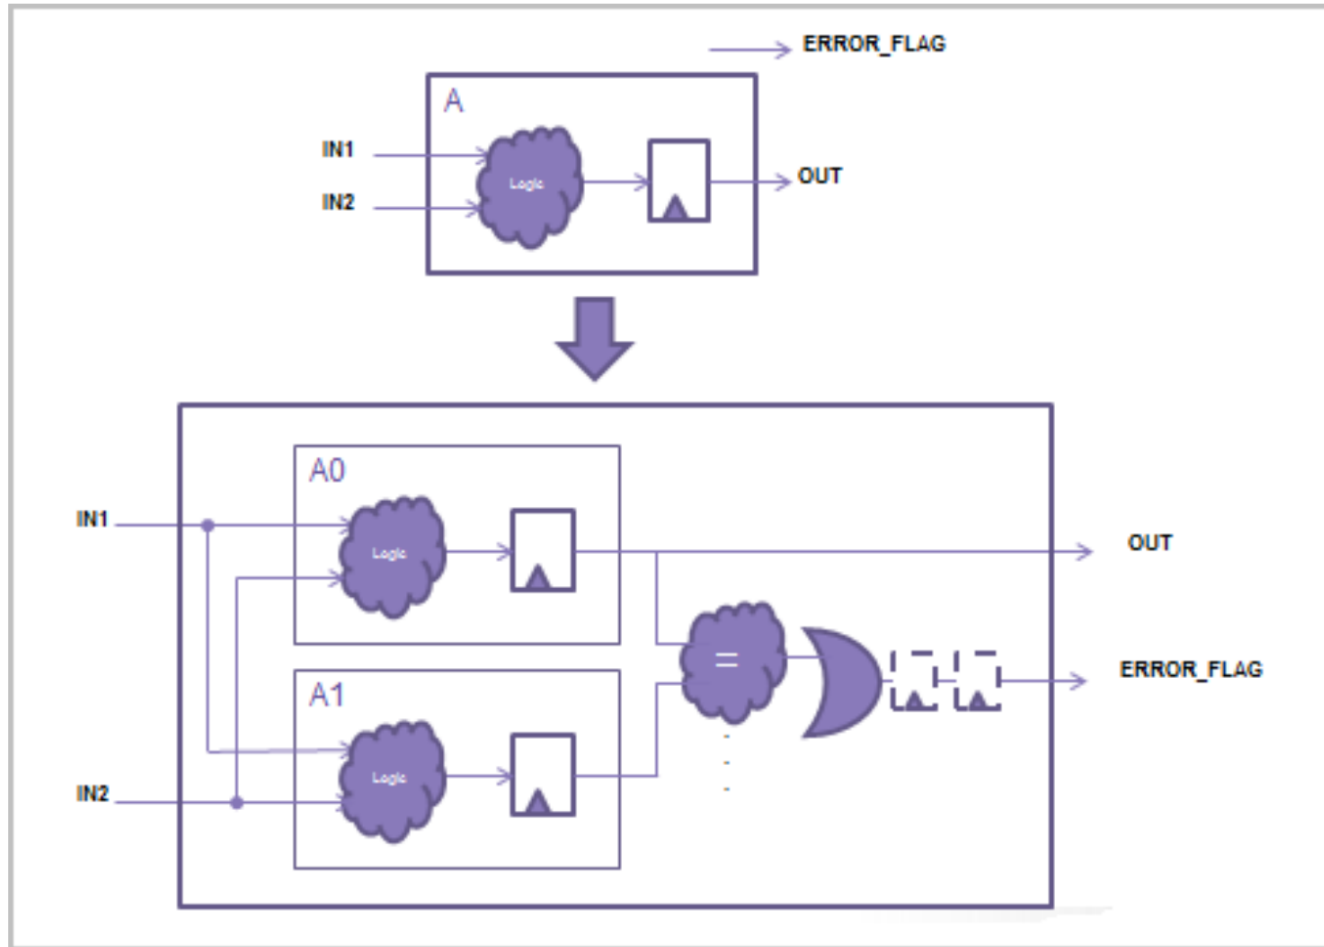 ERROR_FLAG
A
IN1
Logic
OUT
IN2
A0
IN1
Logic
OUT
=
ERROR_FLAG
A1
Logic
IN2